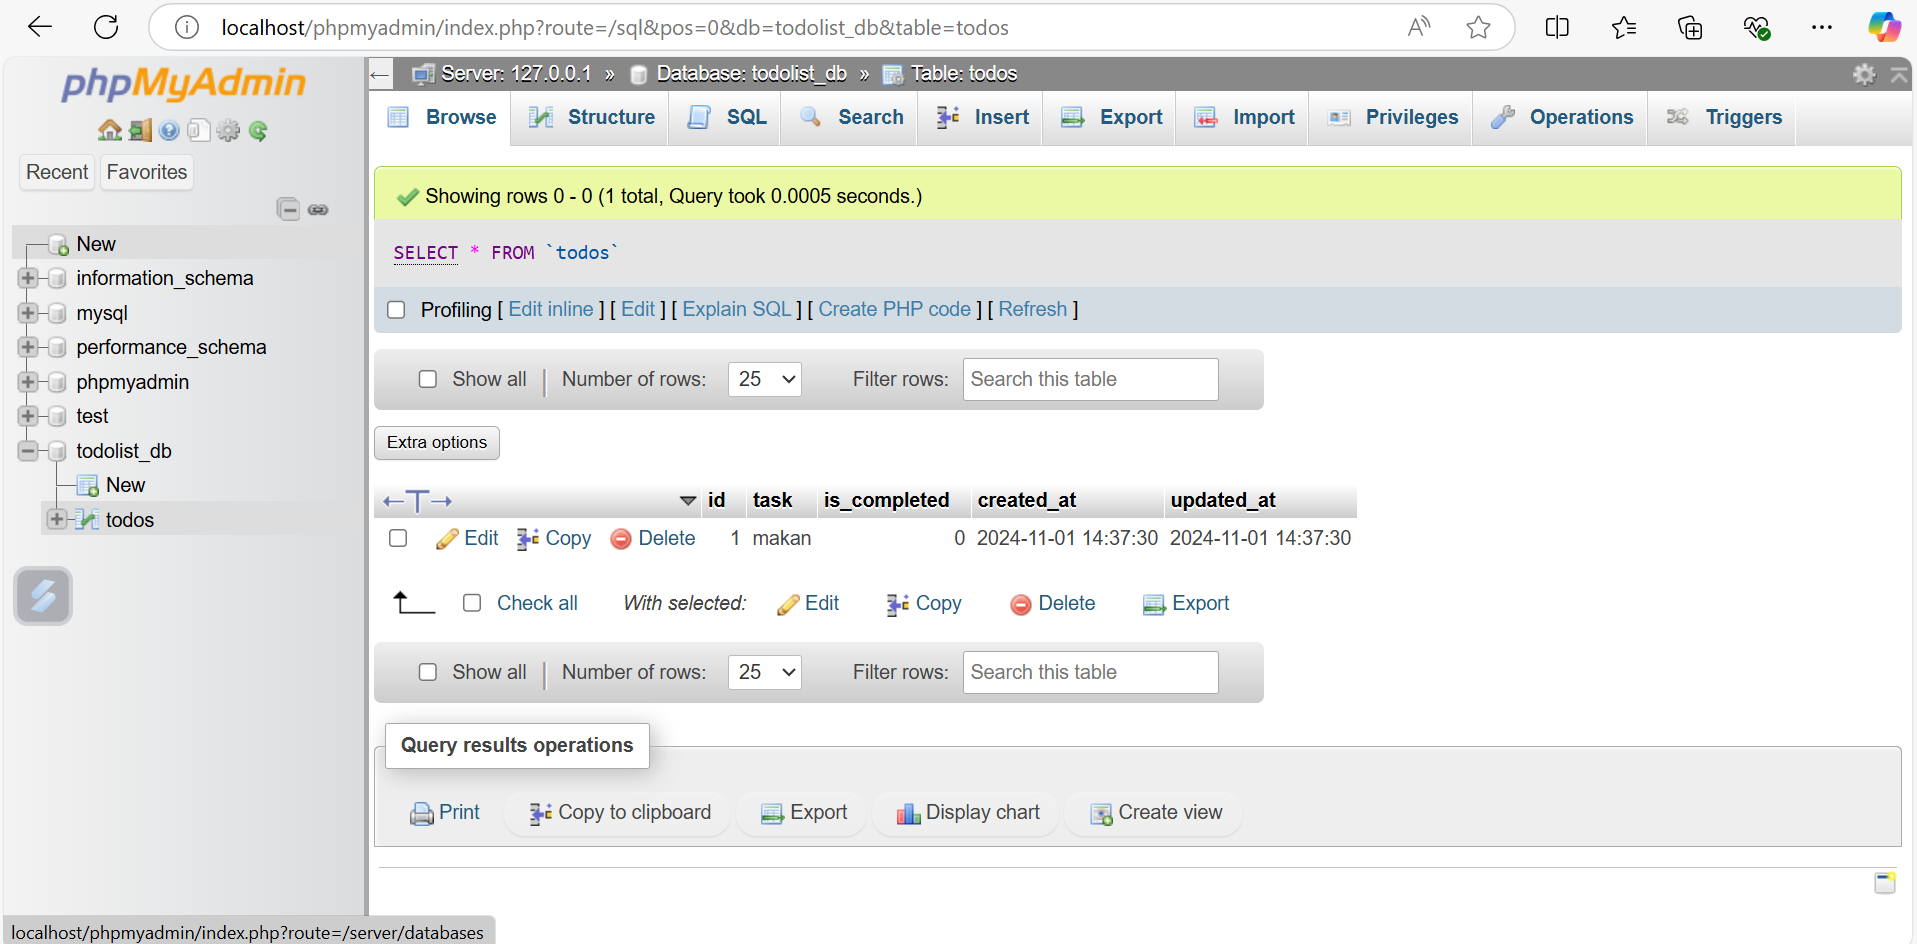 localhost/phpmyadmin/index.php?route=/sql&pos=0&db=todolist_db&table=todos
phpMyAdmin
Recent Favorites
New
information_schema
mysql
performance_schema
phpmyadmin
test
todolist_db
New
todos
Server: 127.0.0.1 » Database: todolist_db » Table: todos
Browse Structure SQL Search Insert Export Import Privileges Operations Triggers
Showing rows 0 - 0 (1 total, Query took 0.0005 seconds.)
SELECT * FROM `todos`
Profiling [ Edit inline ] [ Edit ] [ Explain SQL ] [ Create PHP code ] [ Refresh ]
Show all Number of rows: 25 Filter rows: Search this table
Extra options
←T→ id task is_completed created_at updated_at
Edit Copy Delete 1 makan 0 2024-11-01 14:37:30 2024-11-01 14:37:30
Check all With selected: Edit Copy Delete Export
Show all Number of rows: 25 Filter rows: Search this table
Query results operations
Print Copy to clipboard Export Display chart Create view
localhost/phpmyadmin/index.php?route=/server/databases